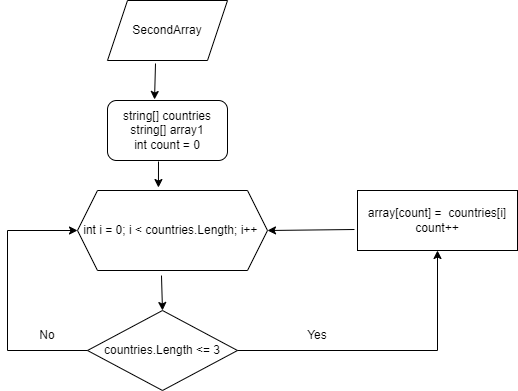 SecondArray
string[] countries
string[] array1
int count = 0
int i = 0; i < countries.Length; i++
array[count] = countries[i]
count++
No
Yes
countries.Length <= 3